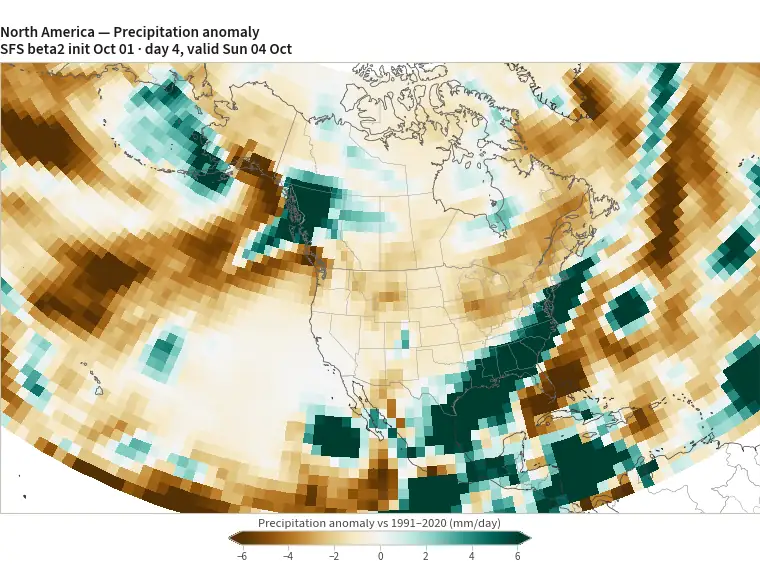 North America — Precipitation anomaly
SFS beta2 init Oct 01 · day 4, valid Sun 04 Oct
Precipitation anomaly vs 1991–2020 (mm/day)
−6 −4 −2 0 2 4 6